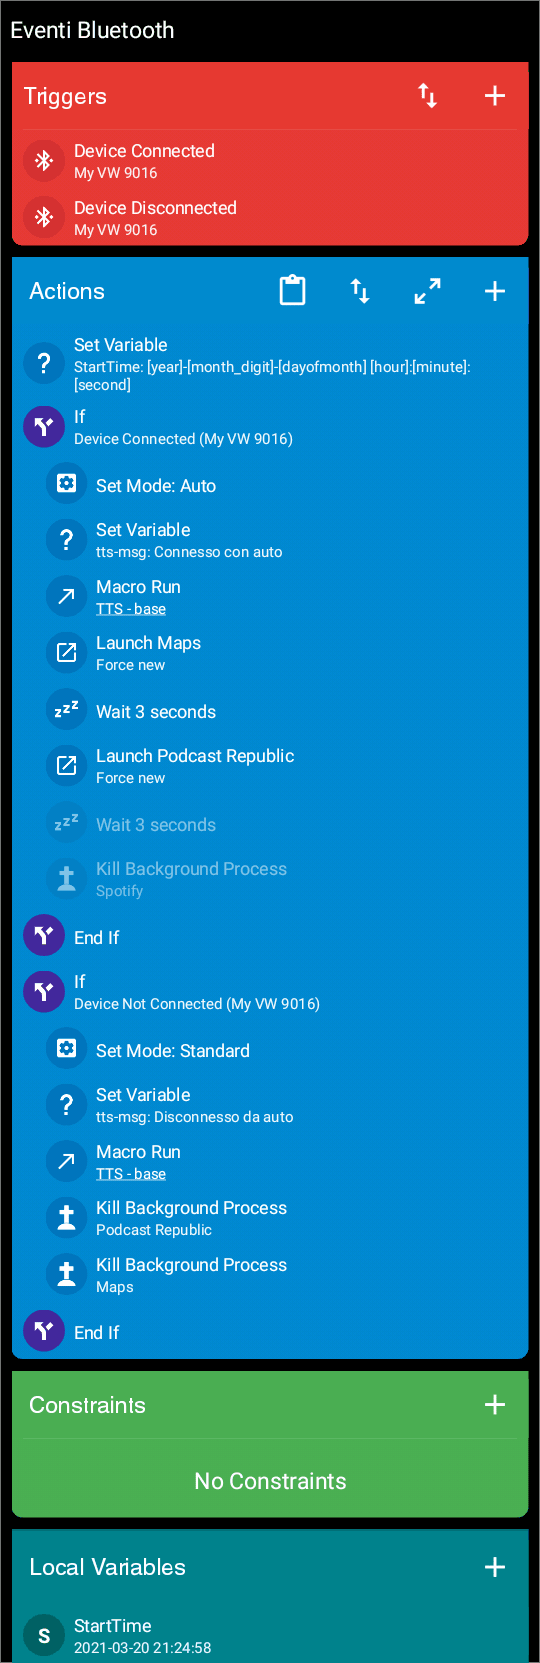 Eventi Bluetooth
Triggers
Device Connected
My VW 9016
Device Disconnected
My VW 9016
Actions
Set Variable
StartTime: [year]-[month_digit]-[dayofmonth] [hour]:[minute]:
[second]
If
Device Connected (My VW 9016)
Set Mode: Auto
Set Variable
tts-msg: Connesso con auto
Macro Run
TTS - base
Launch Maps
Force new
Wait 3 seconds
Launch Podcast Republic
Force new
Wait 3 seconds
Kill Background Process
Spotify
End If
If
Device Not Connected (My VW 9016)
Set Mode: Standard
Set Variable
tts-msg: Disconnesso da auto
Macro Run
TTS - base
Kill Background Process
Podcast Republic
Kill Background Process
Maps
End If
Constraints
No Constraints
Local Variables
S StartTime
2021-03-20 21:24:58